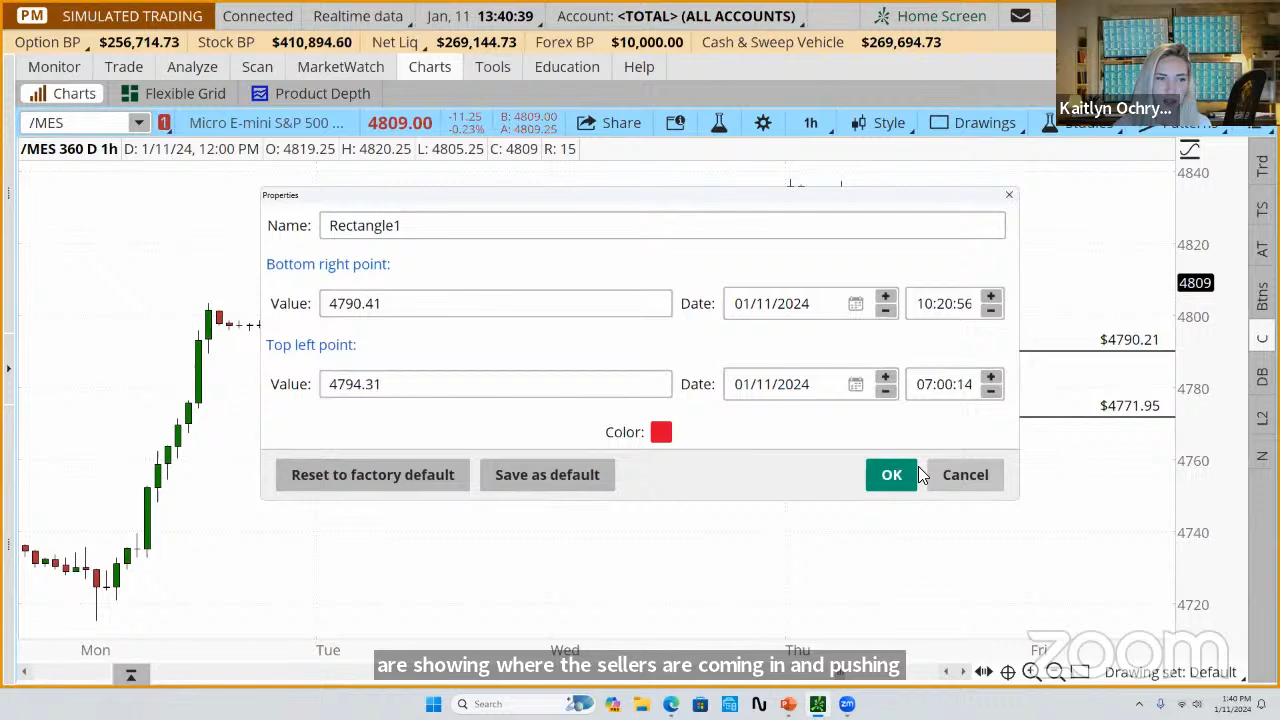 PM SIMULATED TRADING Connected Realtime data Jan, 11 13:40:39 Account: <TOTAL> (ALL ACCOUNTS) Home Screen
Option BP $256,714.73 Stock BP $410,894.60 Net Liq $269,144.73 Forex BP $10,000.00 Cash & Sweep Vehicle $269,694.73
Monitor Trade Analyze Scan MarketWatch Charts Tools Education Help
Charts Flexible Grid Product Depth
Kaitlyn Ochry...
/MES 1 Micro E-mini S&P 500 ... 4809.00 -11.25 -0.23% B: 4809.00 A: 4809.25 Share 1h Style Drawings
/MES 360 D 1h D: 1/11/24, 12:00 PM O: 4819.25 H: 4820.25 L: 4805.25 C: 4809 R: 15
4840
Trd
Properties
TS
Name: Rectangle1
4820
AT
Bottom right point:
4809
Btns
Value: 4790.41 Date: 01/11/2024 10:20:56
4800
Top left point:
$4790.21
C
Value: 4794.31 Date: 01/11/2024 07:00:14
4780
DB
$4771.95
L2
Color:
N
4760
Reset to factory default Save as default OK Cancel
4740
4720
Mon Tue Wed Thu Fri
zoom
are showing where the sellers are coming in and pushing
Drawing set: Default
Search
1:40 PM
1/11/2024